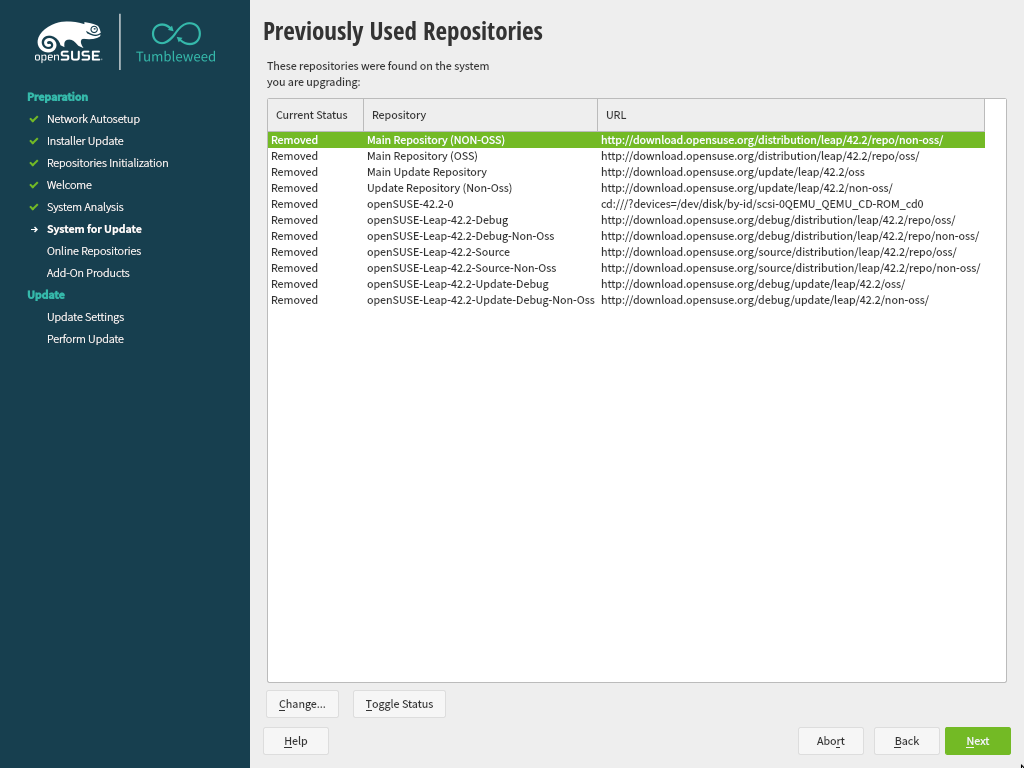 openSUSE
Tumbleweed
Preparation
Network Autosetup
Installer Update
Repositories Initialization
Welcome
System Analysis
System for Update
Online Repositories
Add-On Products
Update
Update Settings
Perform Update
Previously Used Repositories
These repositories were found on the system
you are upgrading:
Current Status Repository URL
Removed Main Repository (NON-OSS) http://download.opensuse.org/distribution/leap/42.2/repo/non-oss/
Removed Main Repository (OSS) http://download.opensuse.org/distribution/leap/42.2/repo/oss/
Removed Main Update Repository http://download.opensuse.org/update/leap/42.2/oss
Removed Update Repository (Non-Oss) http://download.opensuse.org/update/leap/42.2/non-oss/
Removed openSUSE-42.2-0 cd:///?devices=/dev/disk/by-id/scsi-0QEMU_QEMU_CD-ROM_cd0
Removed openSUSE-Leap-42.2-Debug http://download.opensuse.org/debug/distribution/leap/42.2/repo/oss/
Removed openSUSE-Leap-42.2-Debug-Non-Oss http://download.opensuse.org/debug/distribution/leap/42.2/repo/non-oss/
Removed openSUSE-Leap-42.2-Source http://download.opensuse.org/source/distribution/leap/42.2/repo/oss/
Removed openSUSE-Leap-42.2-Source-Non-Oss http://download.opensuse.org/source/distribution/leap/42.2/repo/non-oss/
Removed openSUSE-Leap-42.2-Update-Debug http://download.opensuse.org/debug/update/leap/42.2/oss/
Removed openSUSE-Leap-42.2-Update-Debug-Non-Oss http://download.opensuse.org/debug/update/leap/42.2/non-oss/
Change... Toggle Status
Help Abort Back Next